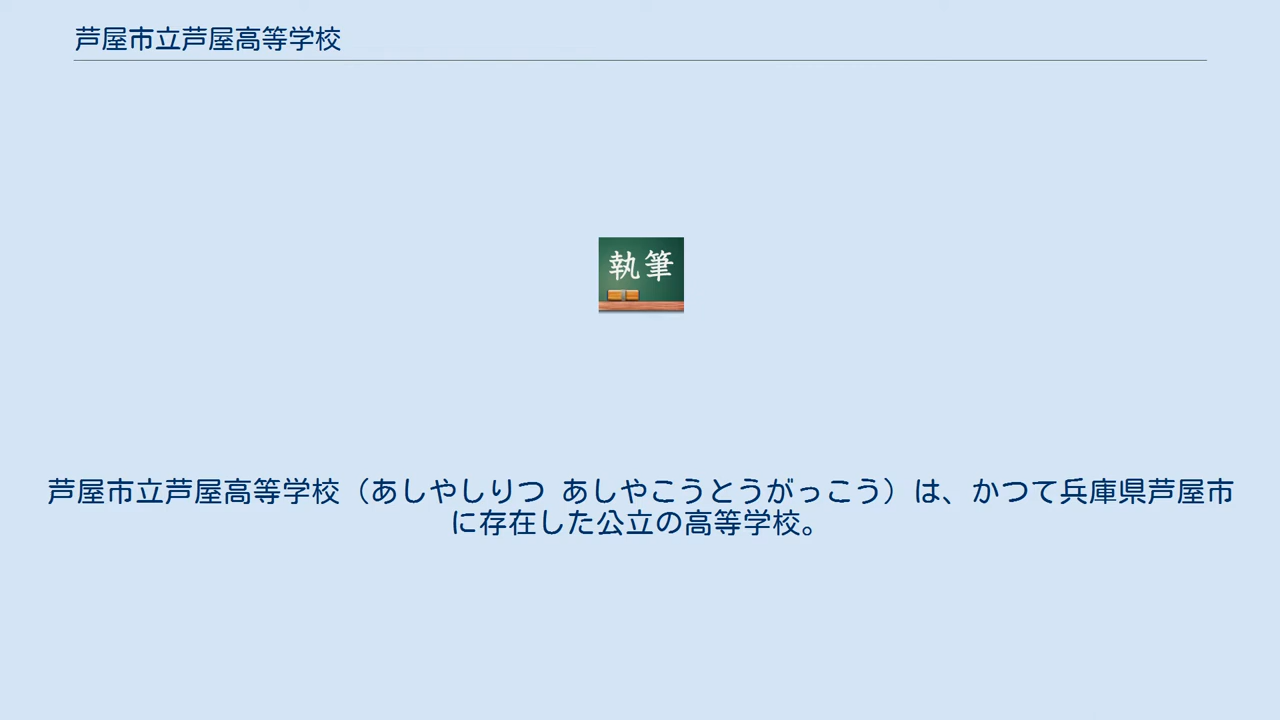 芦屋市立芦屋高等学校
執筆
芦屋市立芦屋高等学校（あしやしりつ あしやこうとうがっこう）は、かつて兵庫県芦屋市
に存在した公立の高等学校。